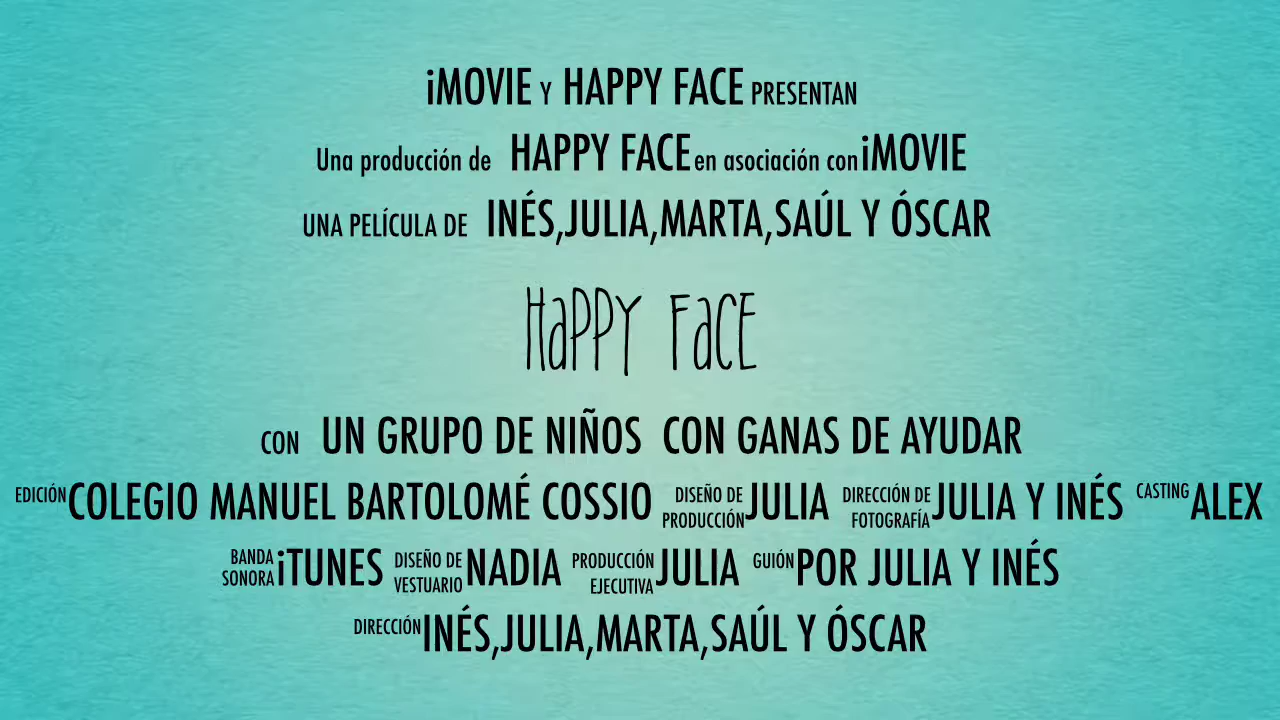 iMOVIE Y HAPPY FACE PRESENTAN
Una producción de HAPPY FACE en asociación con iMOVIE
UNA PELÍCULA DE INÉS,JULIA,MARTA,SAÚL Y ÓSCAR
HaPPY FaCE
CON UN GRUPO DE NIÑOS CON GANAS DE AYUDAR
EDICIÓN COLEGIO MANUEL BARTOLOMÉ COSSIO DISEÑO DE PRODUCCIÓN JULIA DIRECCIÓN DE FOTOGRAFÍA JULIA Y INÉS CASTING ALEX
BANDA SONORA iTUNES DISEÑO DE VESTUARIO NADIA PRODUCCIÓN EJECUTIVA JULIA GUIÓN POR JULIA Y INÉS
DIRECCIÓN INÉS,JULIA,MARTA,SAÚL Y ÓSCAR